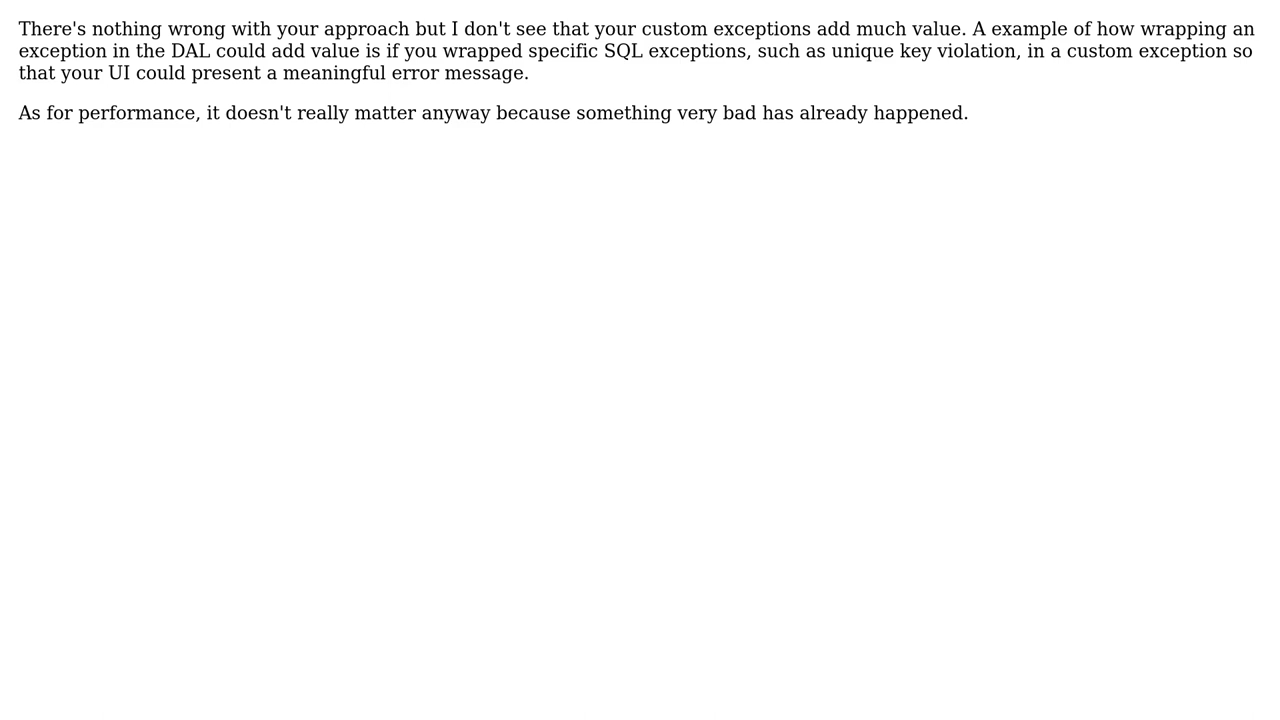 There's nothing wrong with your approach but I don't see that your custom exceptions add much value. A example of how wrapping an
exception in the DAL could add value is if you wrapped specific SQL exceptions, such as unique key violation, in a custom exception so
that your UI could present a meaningful error message.
As for performance, it doesn't really matter anyway because something very bad has already happened.